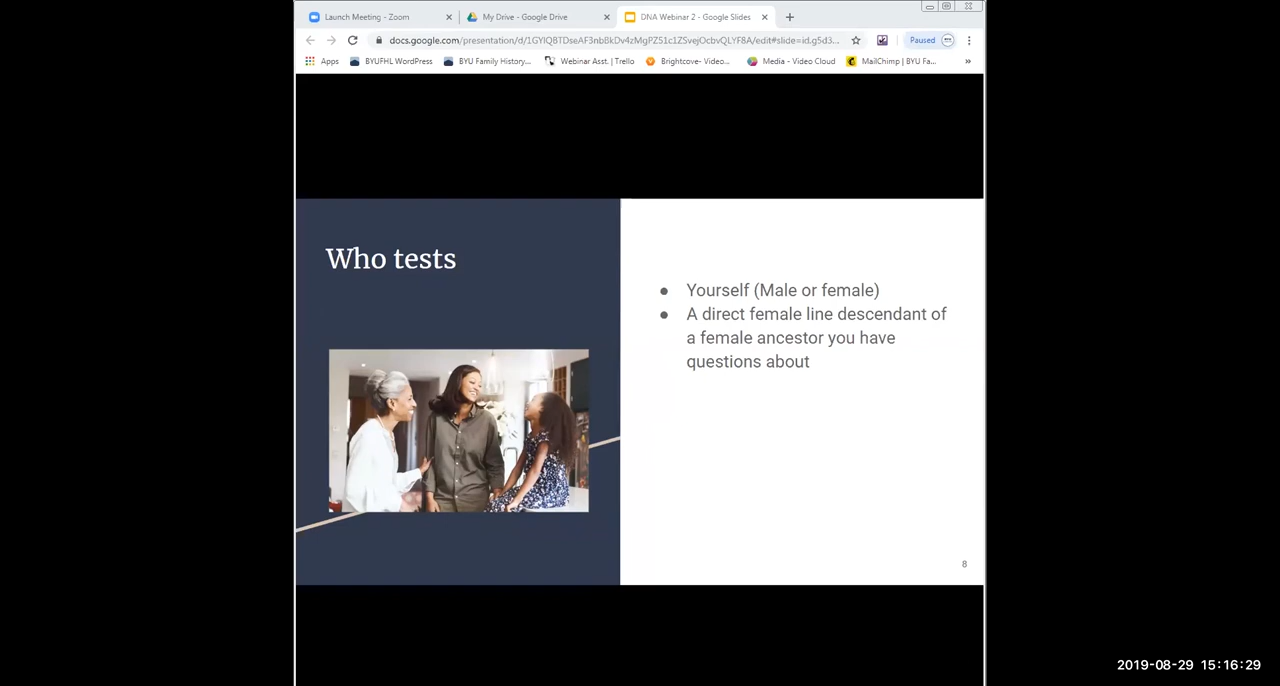 Launch Meeting - Zoom
My Drive - Google Drive
DNA Webinar 2 - Google Slides
Paused
Apps
BYUFHL WordPress
BYU Family History...
Webinar Asst. | Trello
Brightcove- Video...
Media - Video Cloud
MailChimp | BYU Fa...
»
Who tests
● Yourself (Male or female)
● A direct female line descendant of
a female ancestor you have
questions about
8
2019-08-29 15:16:29